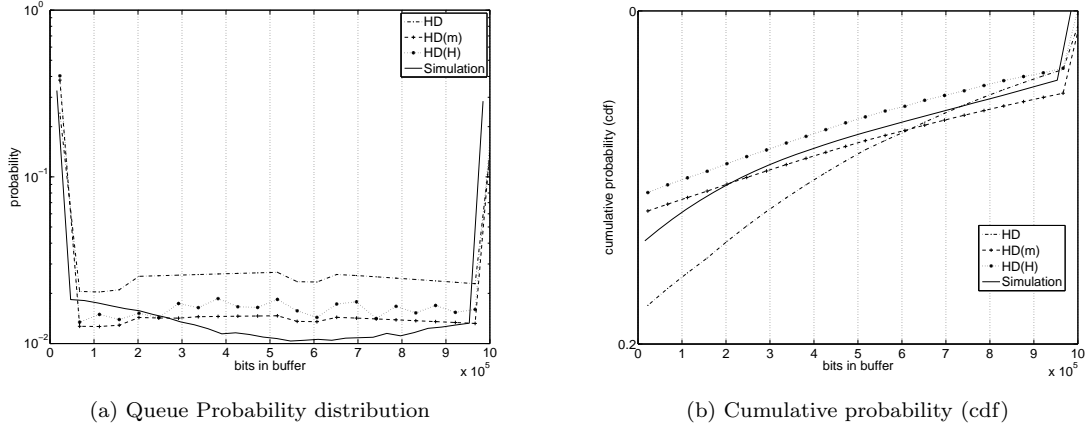 10^0
10^-1
10^-2
probability
HD
HD(m)
HD(H)
Simulation
0 1 2 3 4 5 6 7 8 9 10
bits in buffer
x 10^5
(a) Queue Probability distribution
0
0.2
cumulative probability (cdf)
HD
HD(m)
HD(H)
Simulation
0 1 2 3 4 5 6 7 8 9 10
bits in buffer
x 10^5
(b) Cumulative probability (cdf)